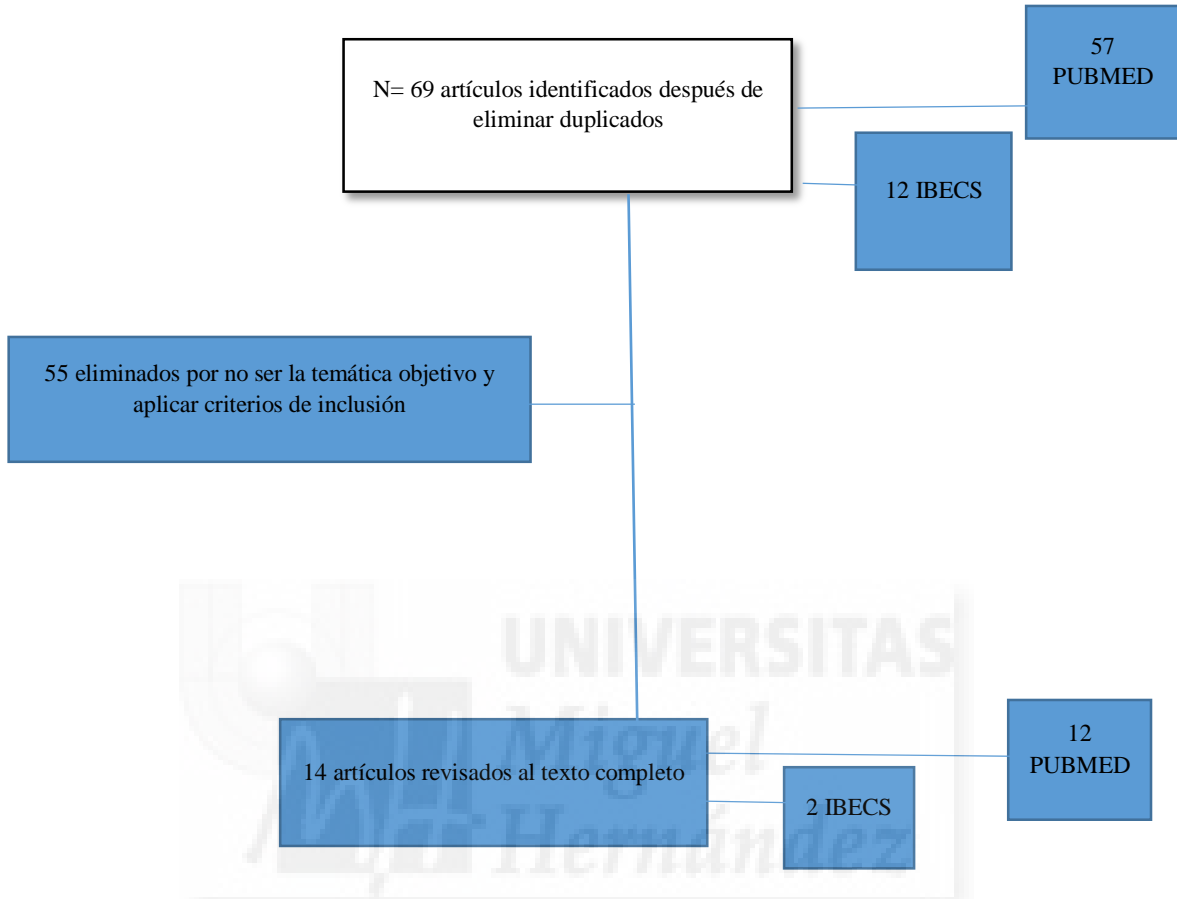 57
PUBMED
N= 69 artículos identificados después de
eliminar duplicados
12 IBECS
55 eliminados por no ser la temática objetivo y
aplicar criterios de inclusión
UNIVERSITAS
Miguel
Hernández
14 artículos revisados al texto completo
12
PUBMED
2 IBECS